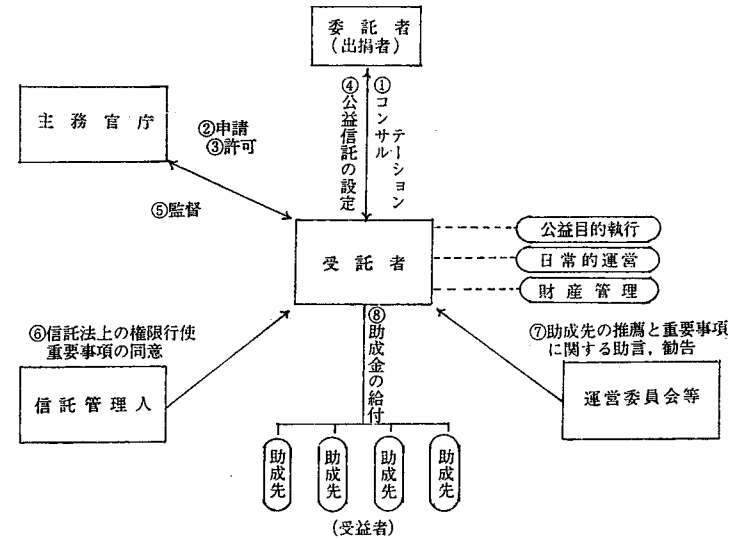 委託者
(出捐者)
主務官庁
②申請
③許可
⑤監督
①コンサル
テーション
④公益信託の設定
受託者
公益目的執行
日常的運営
財産管理
⑥信託法上の権限行使
重要事項の同意
信託管理人
⑧助成金の給付
⑦助成先の推薦と重要事項
に関する助言,勧告
運営委員会等
助成先
助成先
助成先
助成先
(受益者)